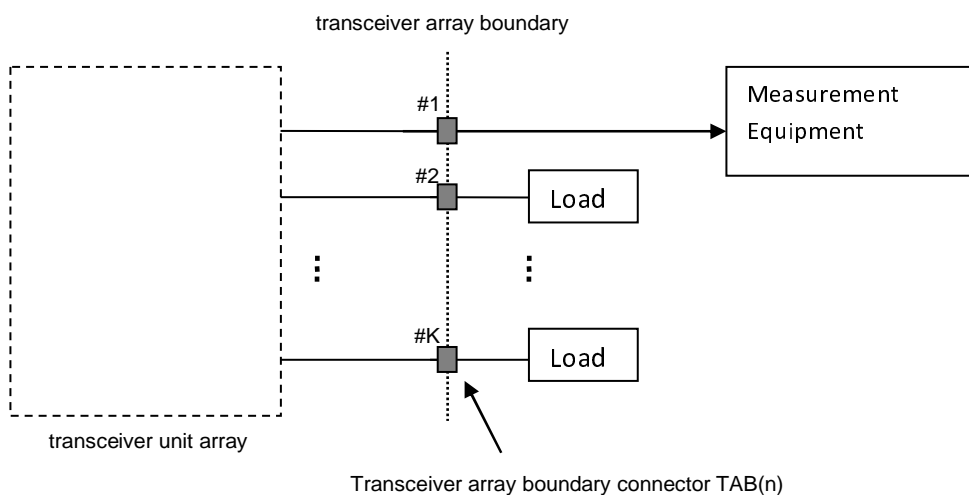 transceiver array boundary
#1
Measurement
Equipment
#2
Load
#K
Load
transceiver unit array
Transceiver array boundary connector TAB(n)